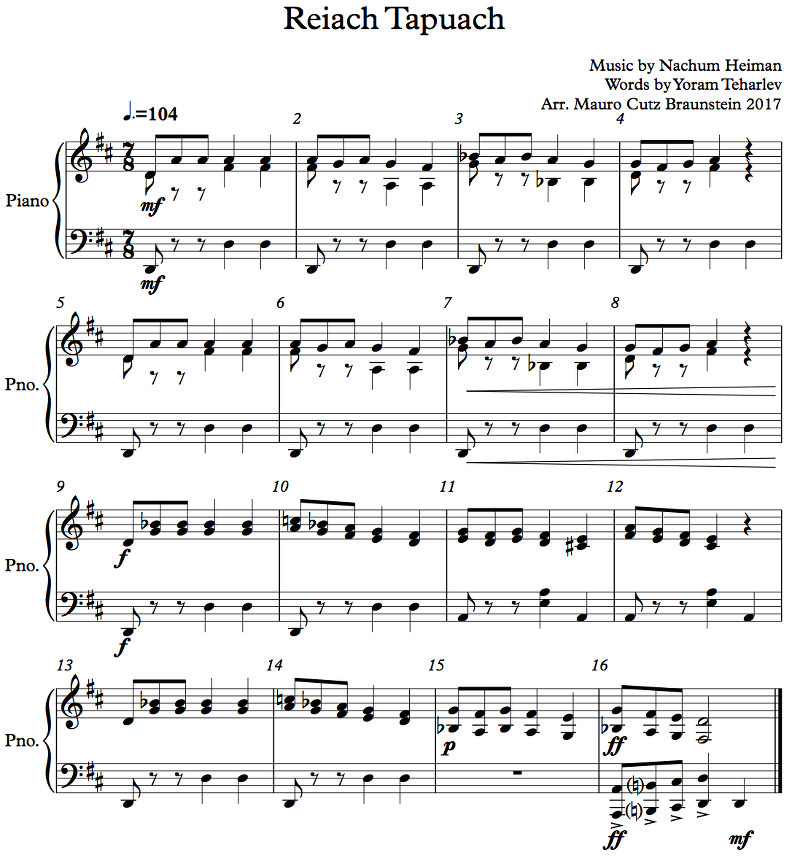 Reiach Tapuach
Music by Nachum Heiman
Words by Yoram Teharlev
Arr. Mauro Cutz Braunstein 2017
♩.=104
2 3 4
Piano
7 8
mf
7 8
mf
5 6 7 8
Pno.
9 10 11 12
Pno.
f
f
13 14 15 16
Pno.
p ff
ff mf